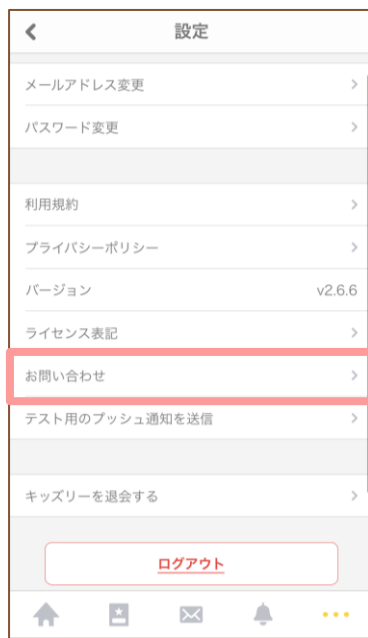 設定
メールアドレス変更
パスワード変更
利用規約
プライバシーポリシー
バージョン v2.6.6
ライセンス表記
お問い合わせ
テスト用のプッシュ通知を送信
キッズリーを退会する
ログアウト